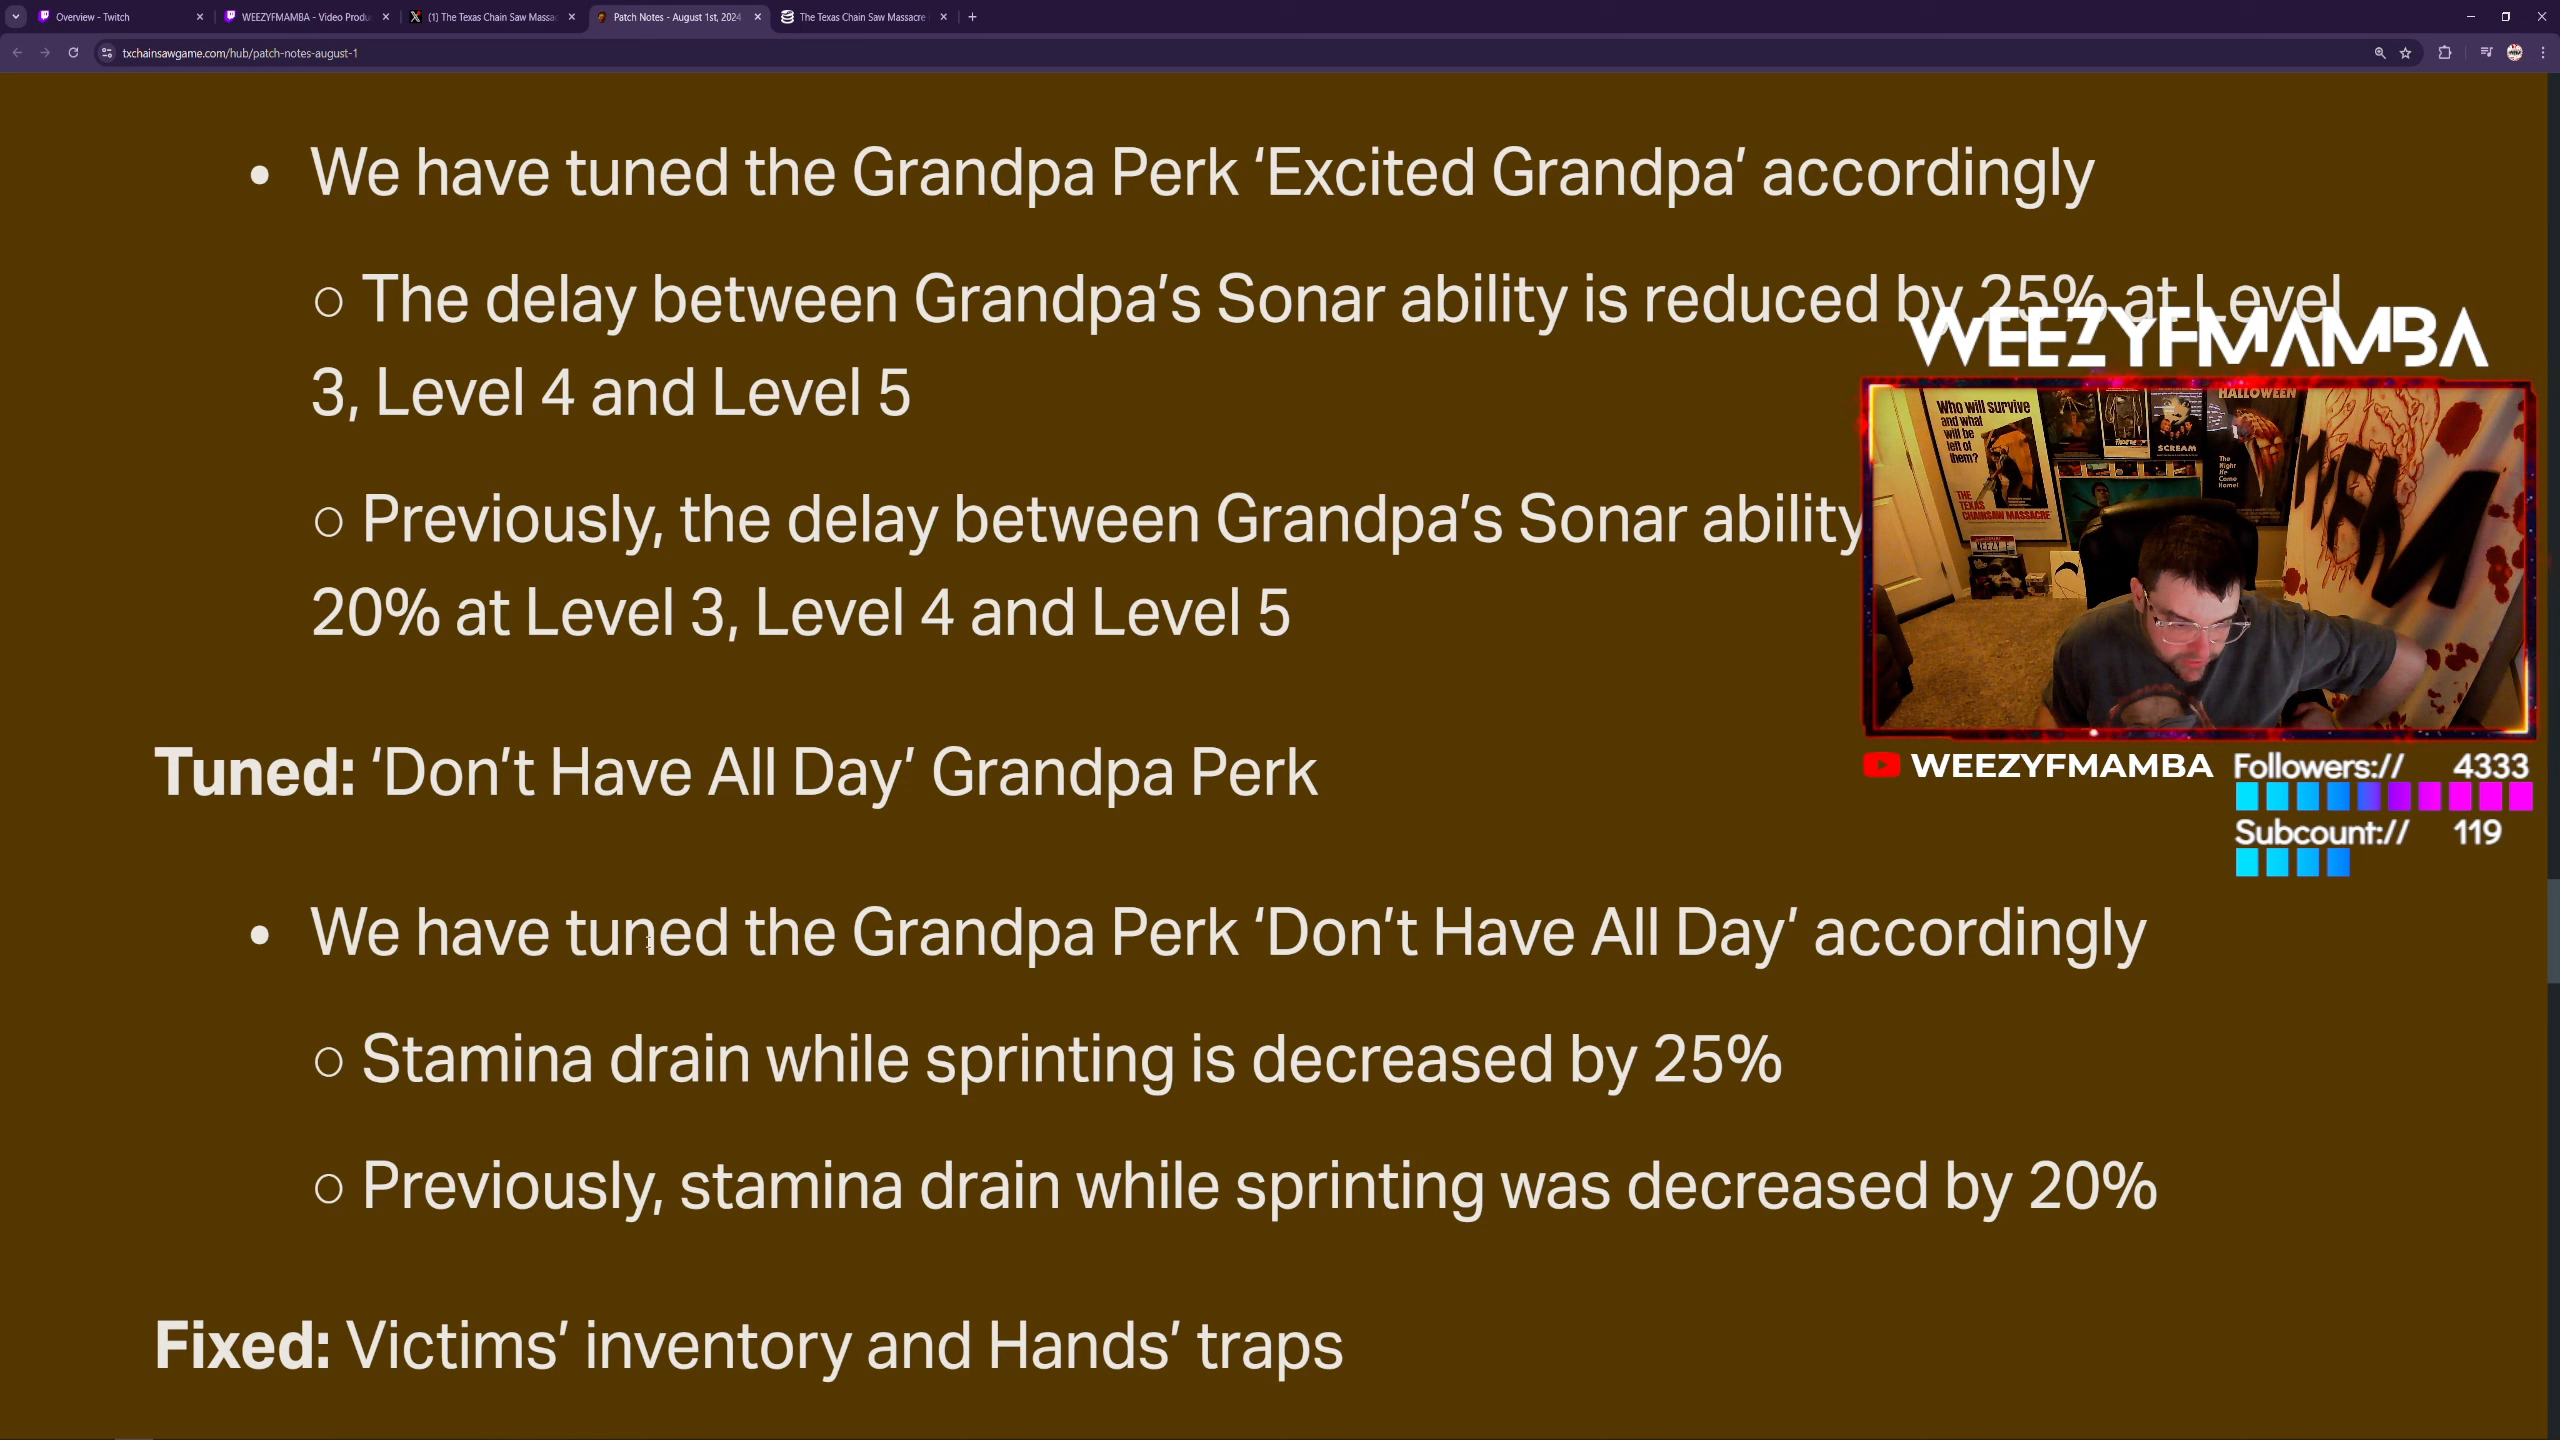 Overview - Twitch
WEEZYFMAMBA - Video Produ
(1) The Texas Chain Saw Massac
Patch Notes - August 1st, 2024
The Texas Chain Saw Massacre
txchainsawgame.com/hub/patch-notes-august-1
• We have tuned the Grandpa Perk ‘Excited Grandpa’ accordingly
○ The delay between Grandpa’s Sonar ability is reduced by 25% at Level
3, Level 4 and Level 5
○ Previously, the delay between Grandpa’s Sonar ability
20% at Level 3, Level 4 and Level 5
Tuned: ‘Don’t Have All Day’ Grandpa Perk
• We have tuned the Grandpa Perk ‘Don’t Have All Day’ accordingly
○ Stamina drain while sprinting is decreased by 25%
○ Previously, stamina drain while sprinting was decreased by 20%
Fixed: Victims’ inventory and Hands’ traps
WEEZYFMAMBA
Who will survive
and what
will be
left of
them?
THE
TEXAS
CHAINSAW MASSACRE
SCREAM
HALLOWEEN
The
Night
He
Came
Home!
WEEZY F
WEEZYFMAMBA
Followers:// 4333
Subcount:// 119